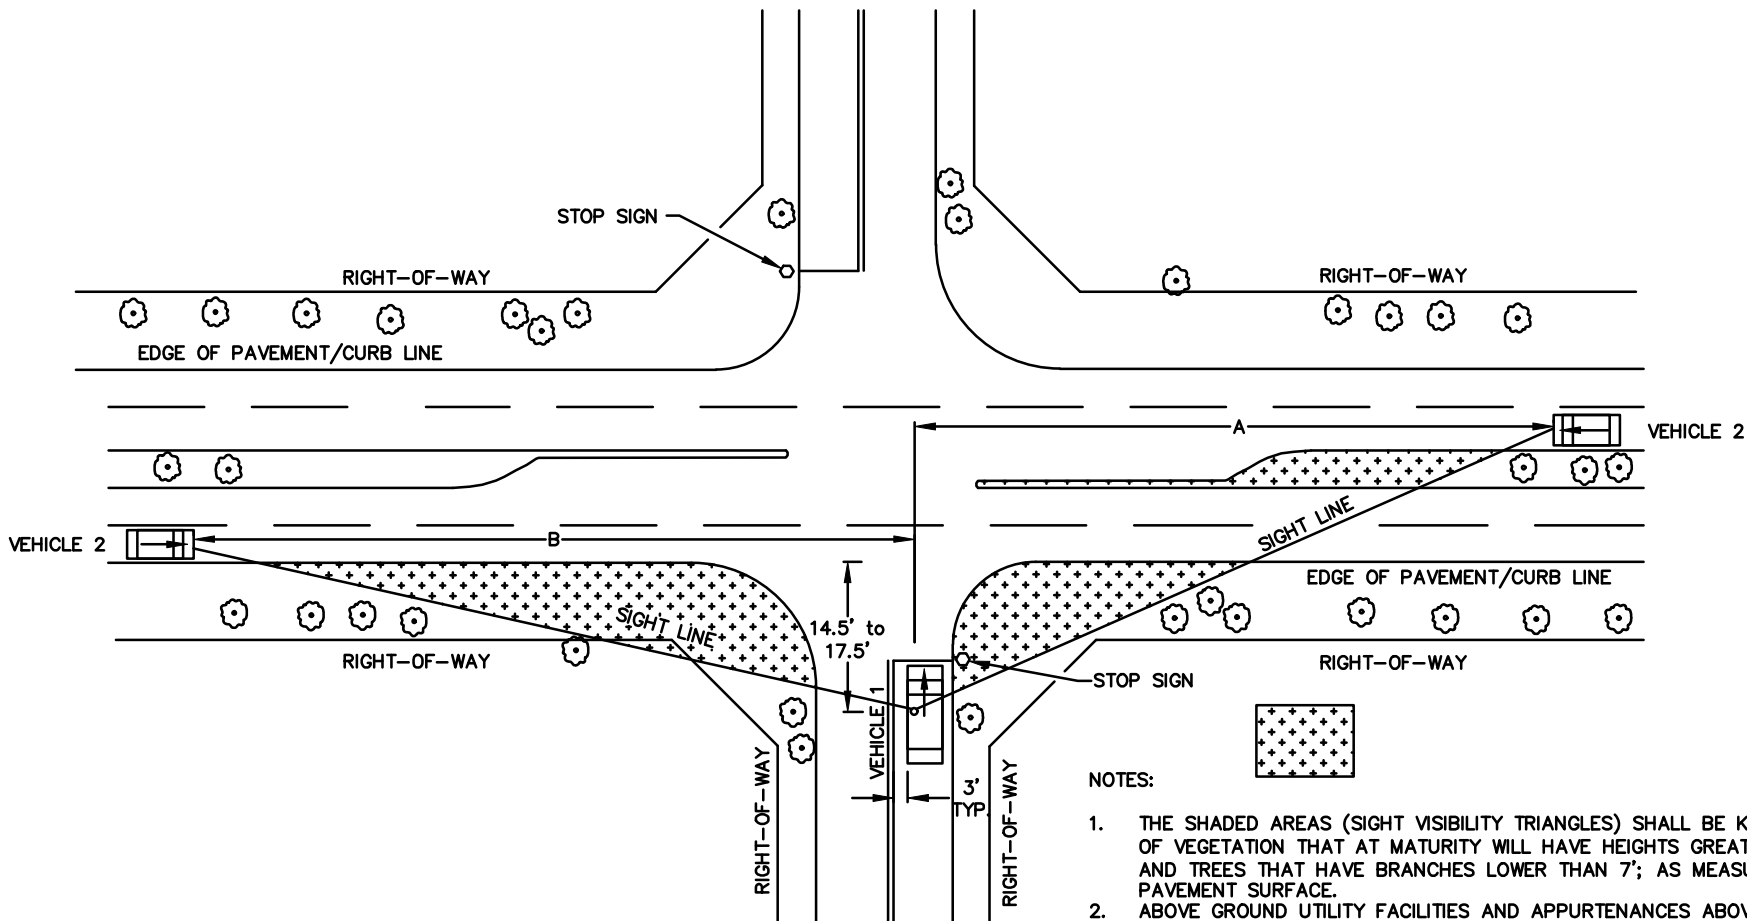 STOP SIGN
RIGHT-OF-WAY
RIGHT-OF-WAY
EDGE OF PAVEMENT/CURB LINE
A
VEHICLE 2
SIGHT LINE
VEHICLE 2
B
EDGE OF PAVEMENT/CURB LINE
SIGHT LINE
14.5' to
17.5'
RIGHT-OF-WAY
RIGHT-OF-WAY
STOP SIGN
VEHICLE 1
RIGHT-OF-WAY
3'
TYP.
RIGHT-OF-WAY
NOTES:
1. THE SHADED AREAS (SIGHT VISIBILITY TRIANGLES) SHALL BE
OF VEGETATION THAT AT MATURITY WILL HAVE HEIGHTS
AND TREES THAT HAVE BRANCHES LOWER THAN 7'; AS
PAVEMENT SURFACE.
2. ABOVE GROUND UTILITY FACILITIES AND APPURTENANCES